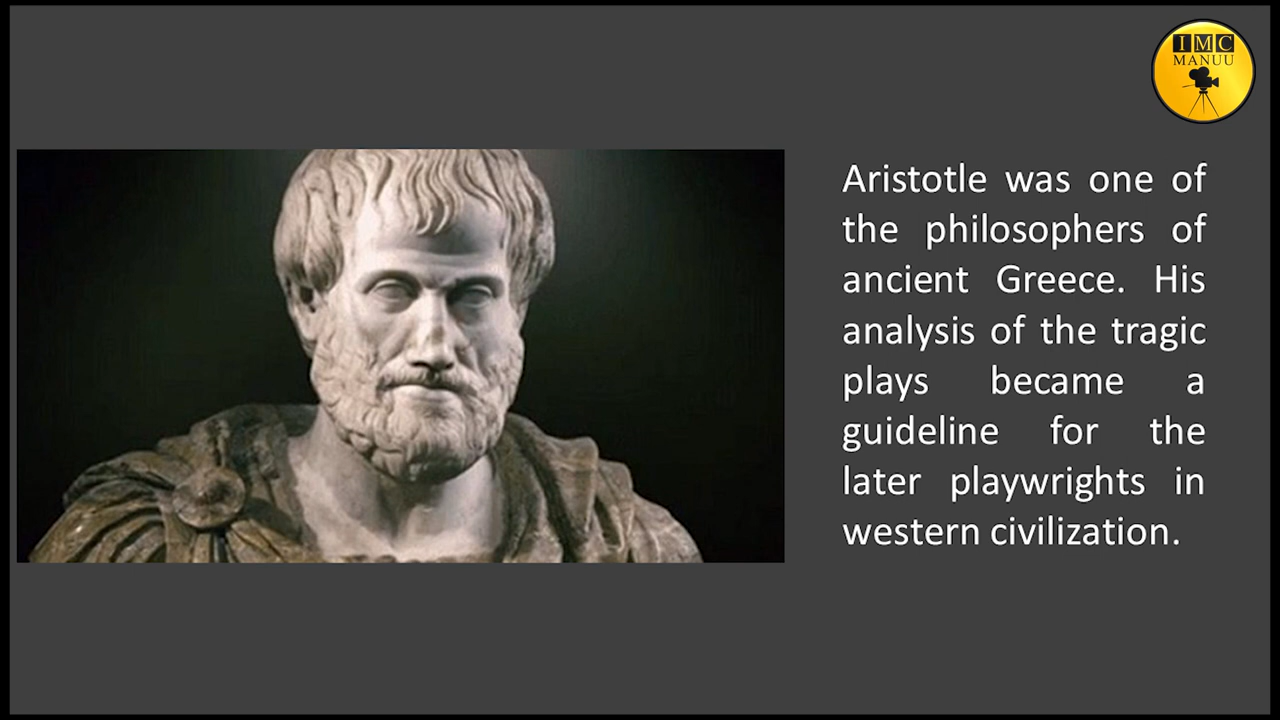 IMC
MANUU
Aristotle was one of
the philosophers of
ancient Greece. His
analysis of the tragic
plays became a
guideline for the
later playwrights in
western civilization.